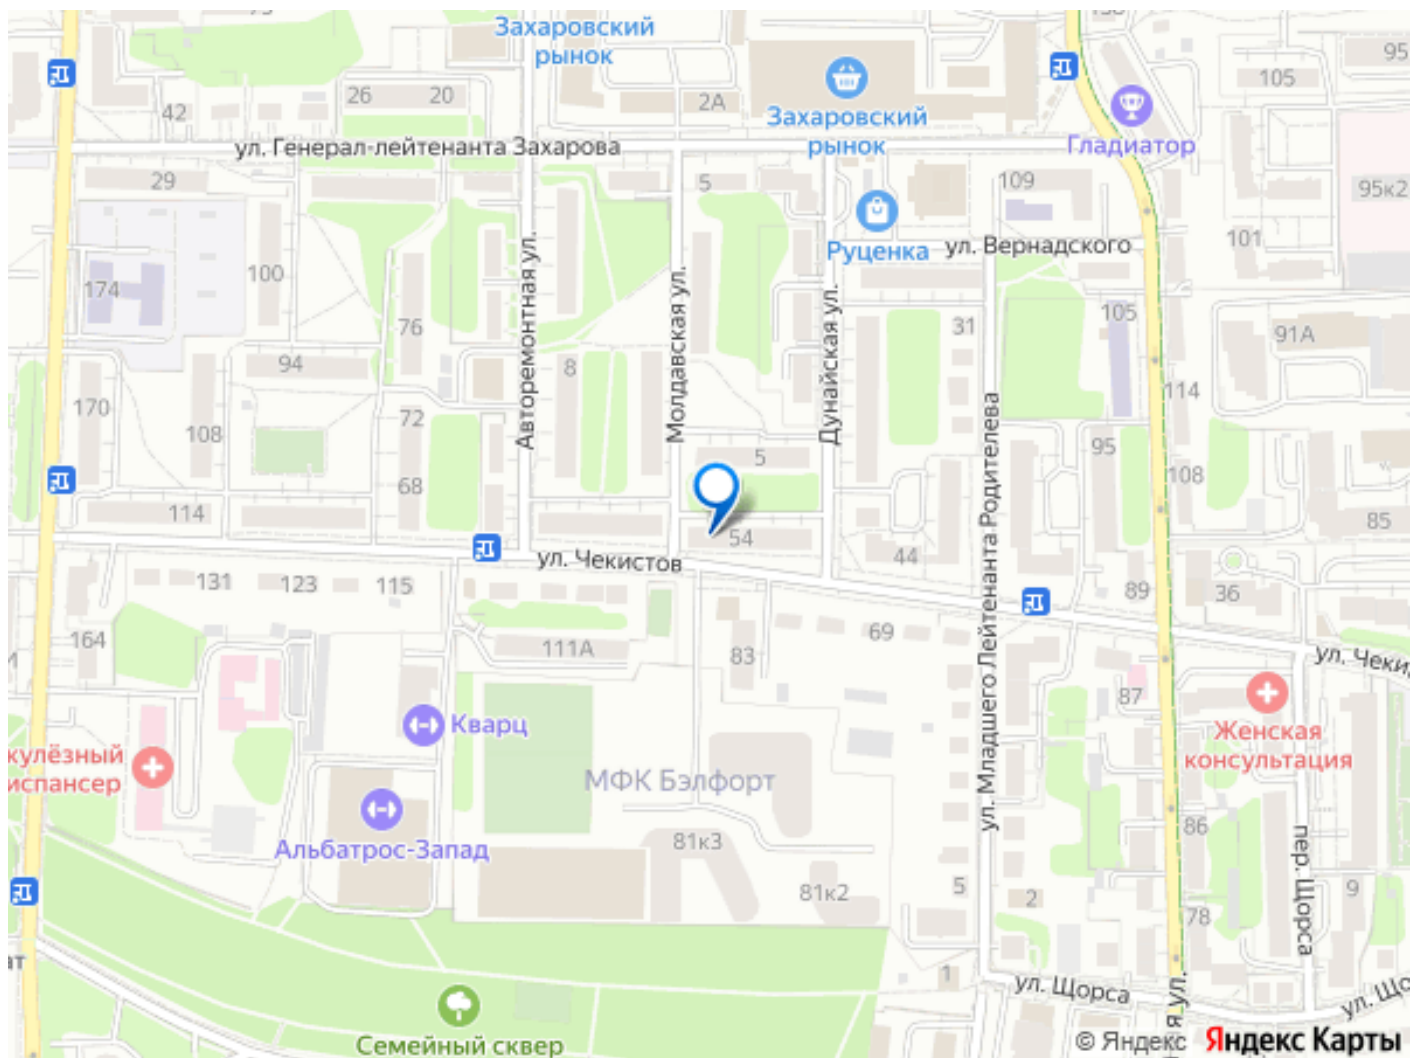 Захаровский
рынок
95
105
26
20
42
2А
Захаровский
рынок
Гладиатор
ул. Генерал-лейтенанта Захарова
29
5
109
95к2
Руценка
ул. Вернадского
101
100
174
Авторемонтная ул.
Молдавская ул.
Дунайская ул.
76
31
105
91А
94
8
114
170
108
72
ул. Младшего Лейтенанта Родителева
95
5
68
108
114
85
54
44
ул. Чекистов
131
123
115
89
36
164
111А
83
69
ул. Чеки
87
Женская
консультация
Кварц
кулёзный
испансер
МФК Бэлфорт
Альбатрос-Запад
81к3
86
81к2
5
2
78
пер. Щорса
9
ат
1
ул. Щорса
ул. Що
я ул.
Семейный сквер
© Яндекс Яндекс Карты